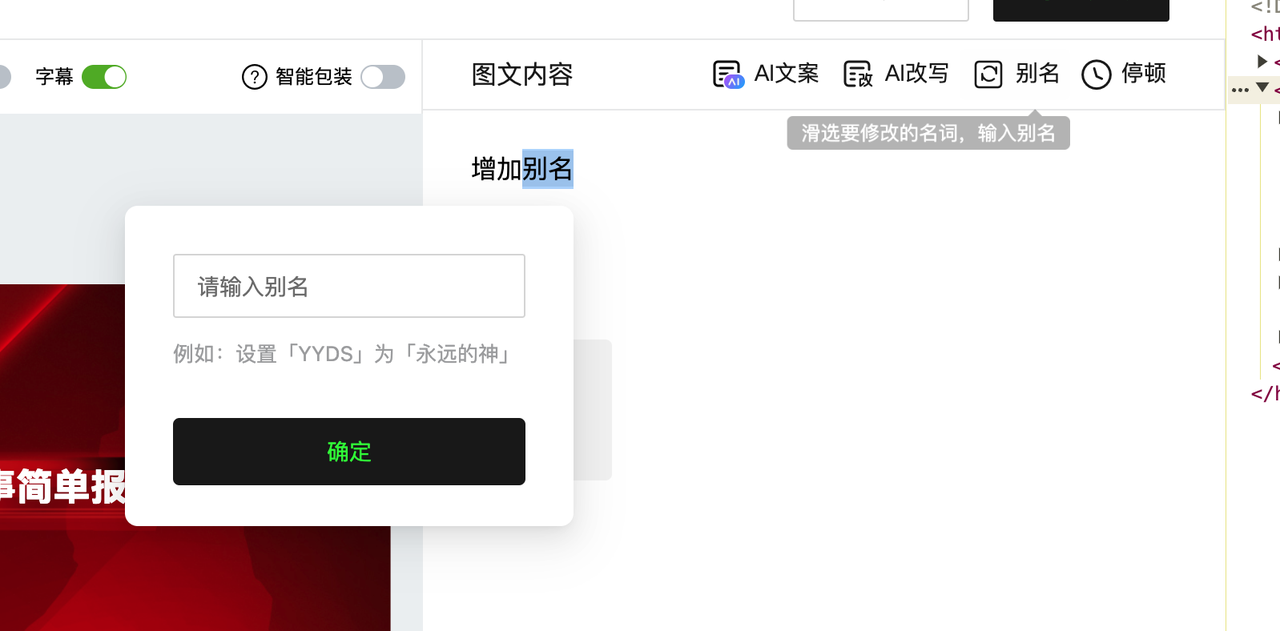 字幕
智能包装
图文内容
AI文案
AI改写
别名
停顿
滑选要修改的名词，输入别名
增加别名
请输入别名
例如：设置「YYDS」为「永远的神」
确定
简单报